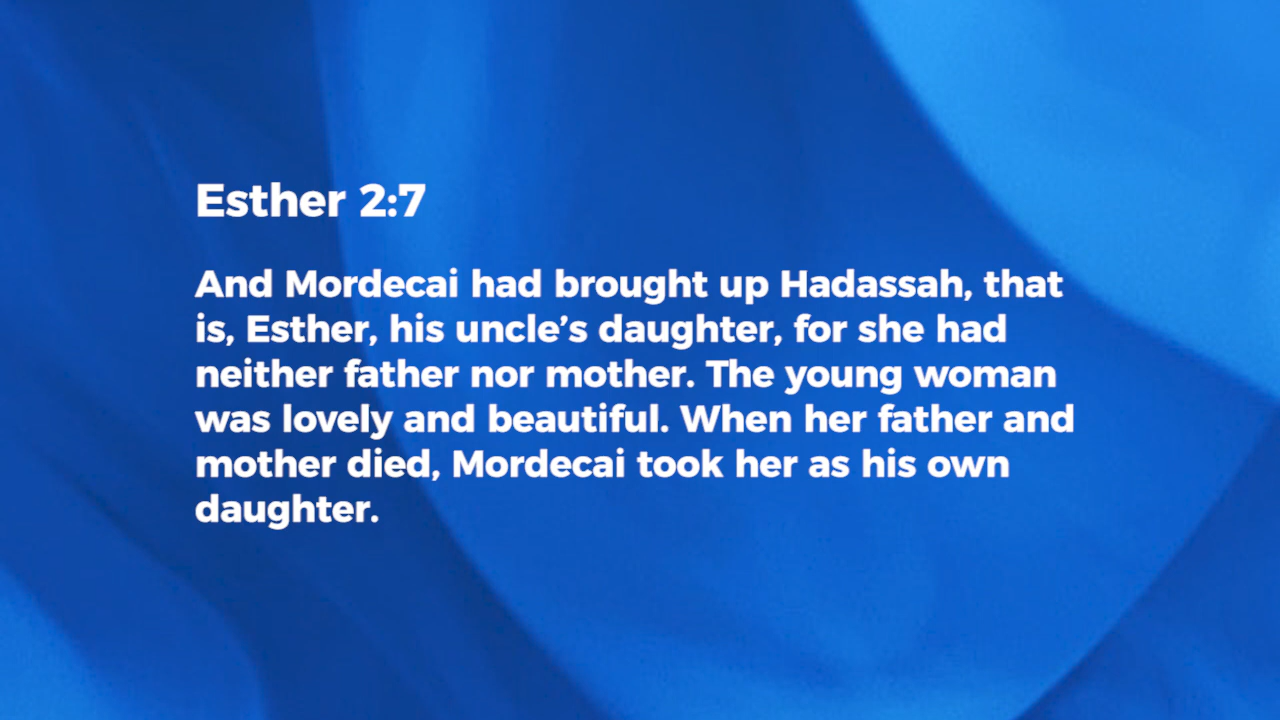 Esther 2:7
And Mordecai had brought up Hadassah, that
is, Esther, his uncle’s daughter, for she had
neither father nor mother. The young woman
was lovely and beautiful. When her father and
mother died, Mordecai took her as his own
daughter.